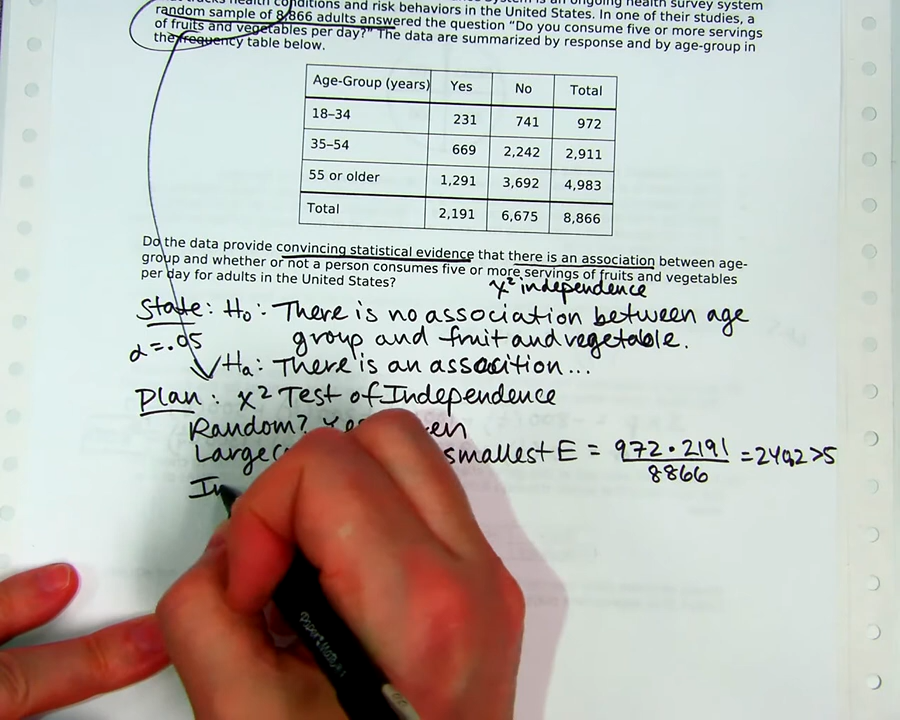 tracks health conditions and risk behaviors in the United States. In one of their studies, a
random sample of 8,866 adults answered the question "Do you consume five or more servings
of fruits and vegetables per day?" The data are summarized by response and by age-group in
the frequency table below.
Age-Group (years) Yes No Total
18–34 231 741 972
35–54 669 2,242 2,911
55 or older 1,291 3,692 4,983
Total 2,191 6,675 8,866
Do the data provide convincing statistical evidence that there is an association between age-
group and whether or not a person consumes five or more servings of fruits and vegetables
per day for adults in the United States?
χ² independence
State: H₀: There is no association between age
group and fruit and vegetable.
α=.05
Hₐ: There is an assocition...
Plan: χ² Test of Independence
Random?
Large smallest E = 972·2191 / 8866 = 240.2 >5
In